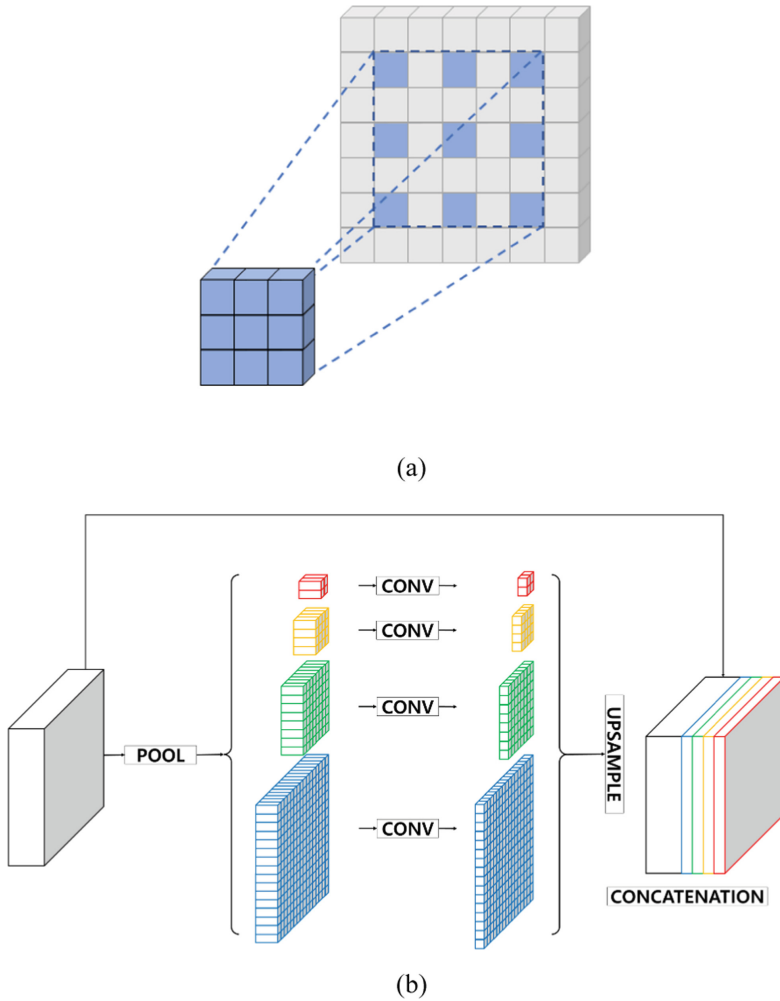 (a)
CONV
CONV
CONV
POOL
UPSAMPLE
CONV
CONCATENATION
(b)